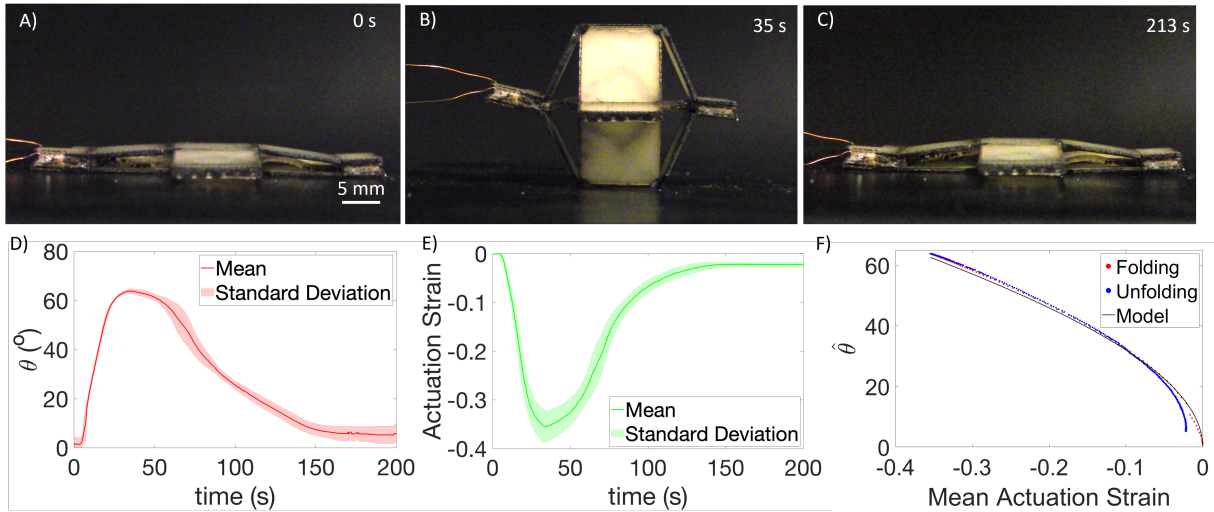 A) 0 s
5 mm
B) 35 s
C) 213 s
D)
80
60
40
20
0
θ (º)
0 50 100 150 200
time (s)
Mean
Standard Deviation
E)
0
-0.1
-0.2
-0.3
-0.4
Actuation Strain
0 50 100 150 200
time (s)
Mean
Standard Deviation
F)
60
40
20
0
θ̂
-0.4 -0.3 -0.2 -0.1 0
Mean Actuation Strain
Folding
Unfolding
Model